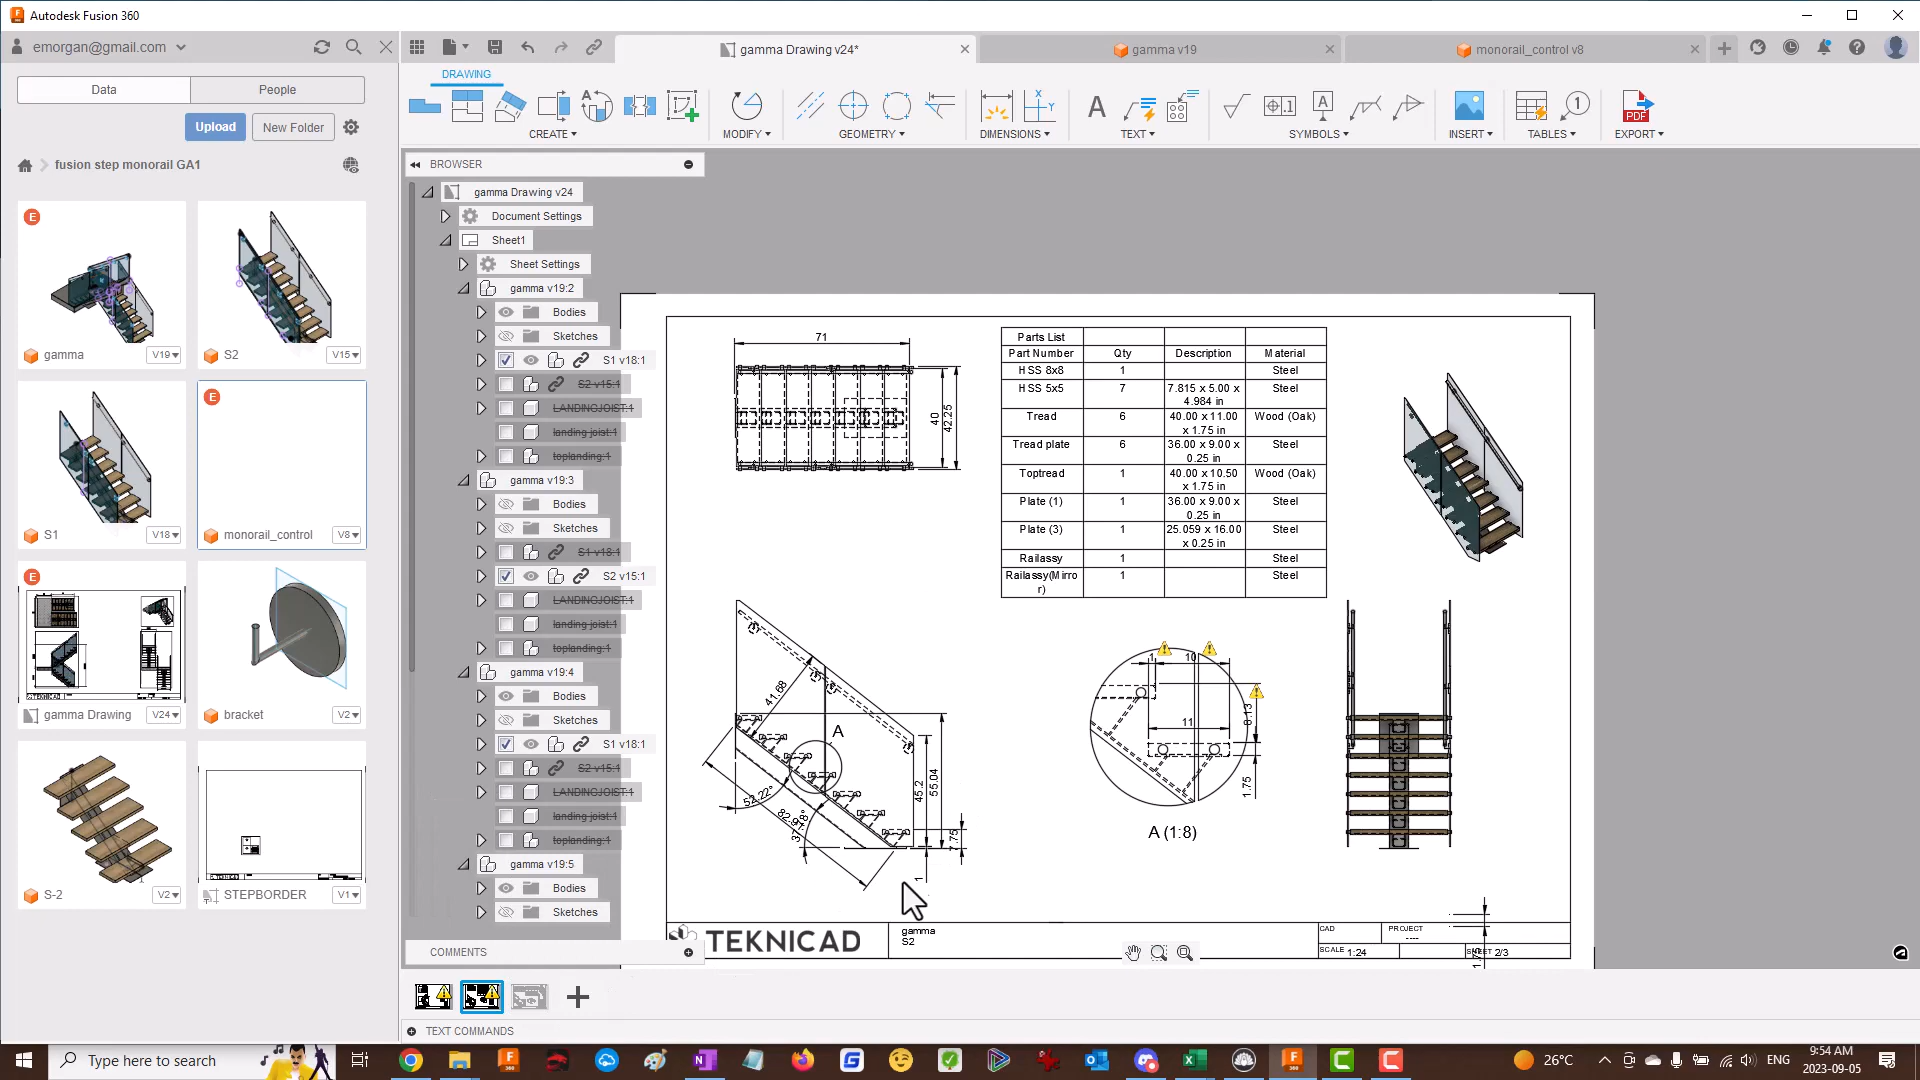 Autodesk Fusion 360
emorgan@gmail.com
gamma Drawing v24*
gamma v19
monorail_control v8
DRAWING
Data
People
Upload
New Folder
CREATE
MODIFY
GEOMETRY
DIMENSIONS
TEXT
SYMBOLS
INSERT
TABLES
EXPORT
PDF
fusion step monorail GA1
BROWSER
gamma Drawing v24
Document Settings
Sheet1
Sheet Settings
gamma v19:2
Bodies
Sketches
S1 v18:1
S2 v15:1
LANDINGJOIST:1
landing joist:1
toplanding:1
gamma v19:3
Bodies
Sketches
S1 v18:1
S2 v15:1
LANDINGJOIST:1
landing joist:1
toplanding:1
gamma v19:4
Bodies
Sketches
S1 v18:1
S2 v15:1
LANDINGJOIST:1
landing joist:1
toplanding:1
gamma v19:5
Bodies
Sketches
E
gamma V19
S2 V15
S1 V18
E
monorail_control V8
E
gamma Drawing V24
bracket V2
S-2 V2
STEPBORDER V1
71
40
42.25
Parts List
Part Number Qty Description Material
HSS 8x8 1 Steel
HSS 5x5 7 7.815 x 5.00 x
4.984 in Steel
Tread 6 40.00 x 11.00
x 1.75 in Wood (Oak)
Tread plate 6 36.00 x 9.00 x
0.25 in Steel
Toptread 1 40.00 x 10.50
x 1.75 in Wood (Oak)
Plate (1) 1 36.00 x 9.00 x
0.25 in Steel
Plate (3) 1 25.059 x 16.00
x 0.25 in Steel
Railassy 1 Steel
Railassy(Mirro
r) 1 Steel
41.68
A
52.22°
45.2
55.04
7.75
1
1
10
11
8.13
1.75
A (1:8)
TEKNICAD
gamma
S2
CAD
PROJECT
----
SCALE 1:24
SHEET 2/3
COMMENTS
TEXT COMMANDS
Type here to search
26°C
ENG
9:54 AM
2023-09-05